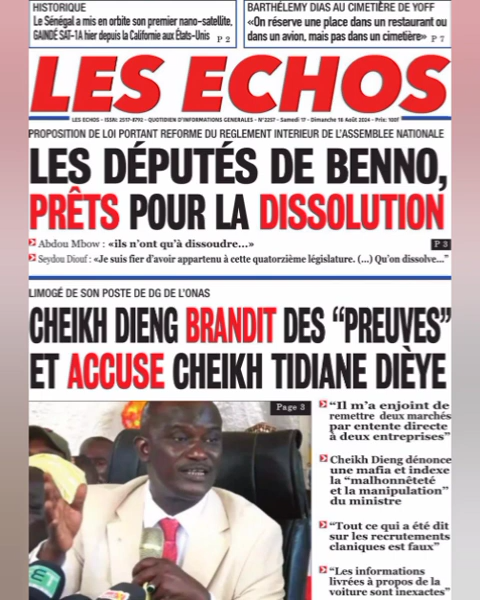 HISTORIQUE
Le Sénégal a mis en orbite son premier nano-satellite,
GAINDÉ SAT-1A hier depuis la Californie aux États-Unis P 2
BARTHÉLEMY DIAS AU CIMETIÈRE DE YOFF
«On réserve une place dans un restaurant ou
dans un avion, mais pas dans un cimetière» P 7
LES ECHOS
LES ECHOS - ISSN: 2517-8792 - QUOTIDIEN D'INFORMATIONS GENERALES - N°2257 - Samedi 17 - Dimanche 18 Août 2024 - Prix: 100F
PROPOSITION DE LOI PORTANT REFORME DU REGLEMENT INTERIEUR DE L'ASSEMBLEE NATIONALE
LES DÉPUTÉS DE BENNO,
PRÊTS POUR LA DISSOLUTION
Abdou Mbow : «ils n'ont qu'à dissoudre...»
P 3
Seydou Diouf : «Je suis fier d'avoir appartenu à cette quatorzième législature. (...) Qu'on dissolve..."
LIMOGÉ DE SON POSTE DE DG DE L'ONAS
CHEIKH DIENG BRANDIT DES "PREUVES"
ET ACCUSE CHEIKH TIDIANE DIÈYE
Page 3
"Il m'a enjoint de
remettre deux marchés
par entente directe
à deux entreprises"
Cheikh Dieng dénonce
une mafia et indexe
la "malhonnêteté
et la manipulation"
du ministre
"Tout ce qui a été dit
sur les recrutements
claniques est faux"
"Les informations
livrées à propos de la
voiture sont inexactes"